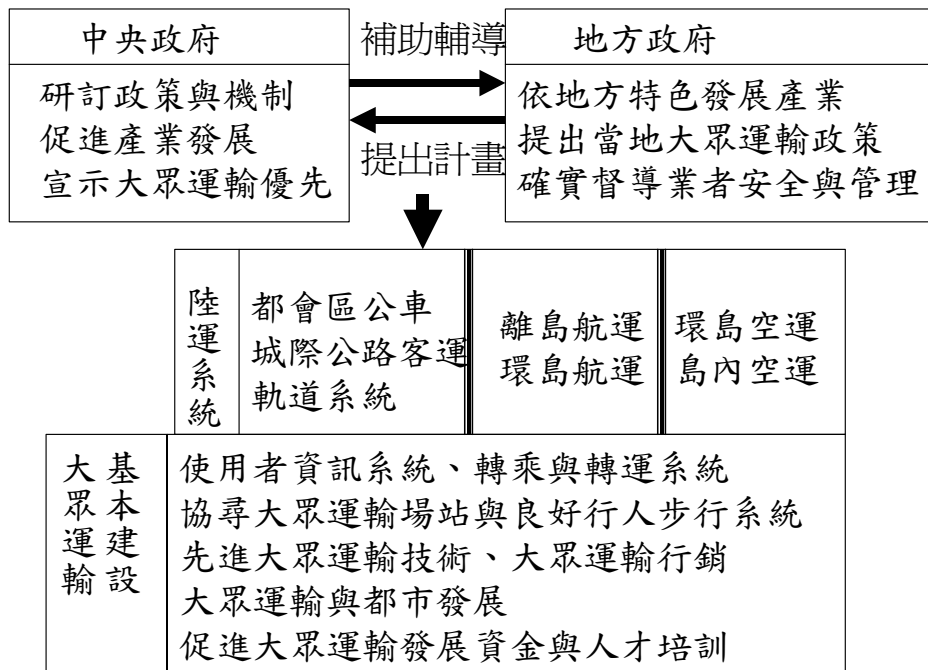 中央政府
研訂政策與機制
促進產業發展
宣示大眾運輸優先
補助輔導
提出計畫
地方政府
依地方特色發展產業
提出當地大眾運輸政策
確實督導業者安全與管理
陸運系統
都會區公車
城際公路客運
軌道系統
離島航運
環島航運
環島空運
島內空運
大眾運輸
基本建設
使用者資訊系統、轉乘與轉運系統
協尋大眾運輸場站與良好行人步行系統
先進大眾運輸技術、大眾運輸行銷
大眾運輸與都市發展
促進大眾運輸發展資金與人才培訓